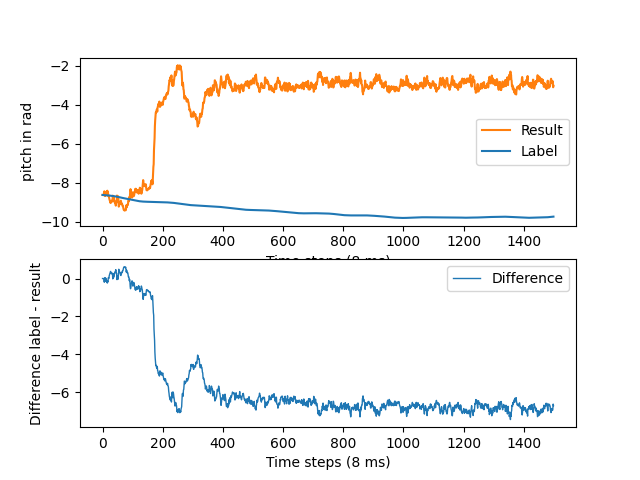 −2
−4
−6
−8
−10
pitch in rad
Result
Label
0 200 400 600 800 1000 1200 1400
Time steps (8 ms)
0
−2
−4
−6
Difference label - result
Difference
0 200 400 600 800 1000 1200 1400
Time steps (8 ms)